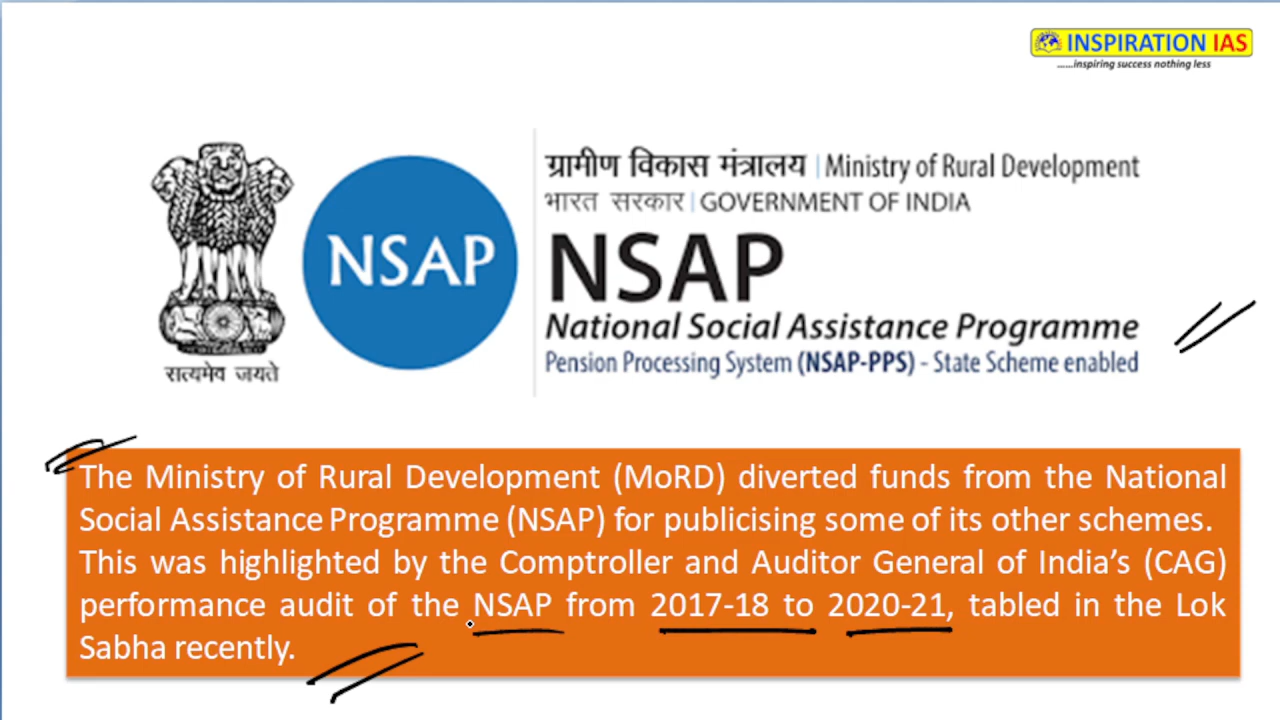 INSPIRATION IAS
......inspiring success nothing less
ग्रामीण विकास मंत्रालय | Ministry of Rural Development
भारत सरकार | GOVERNMENT OF INDIA
NSAP
NSAP
National Social Assistance Programme
Pension Processing System (NSAP-PPS) - State Scheme enabled
सत्यमेव जयते
The Ministry of Rural Development (MoRD) diverted funds from the National
Social Assistance Programme (NSAP) for publicising some of its other schemes.
This was highlighted by the Comptroller and Auditor General of India’s (CAG)
performance audit of the NSAP from 2017-18 to 2020-21, tabled in the Lok
Sabha recently.